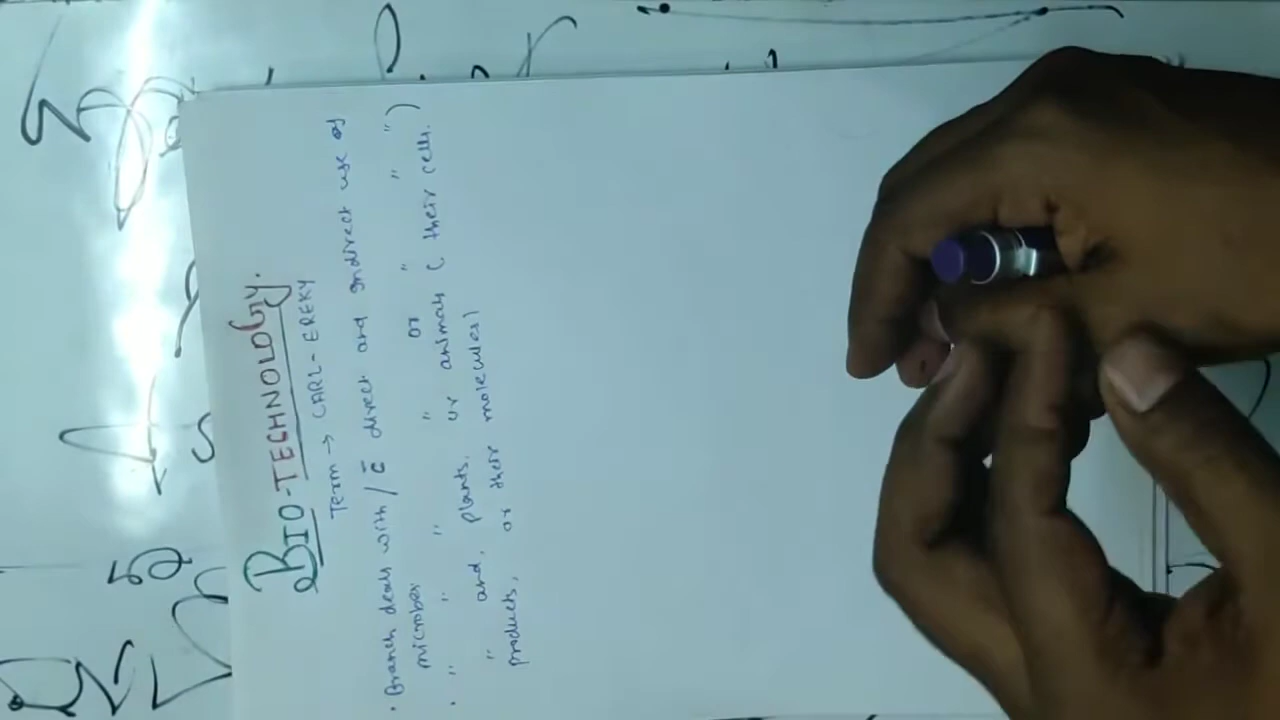 BIO-TECHNOLOGY.
Term → CARL-EREKY
• Branch deals with / c̄ direct and indirect use of
microbes " or " " " )
• " " " " or animals ( their cells.
" and, plants,
products, or their molecules)